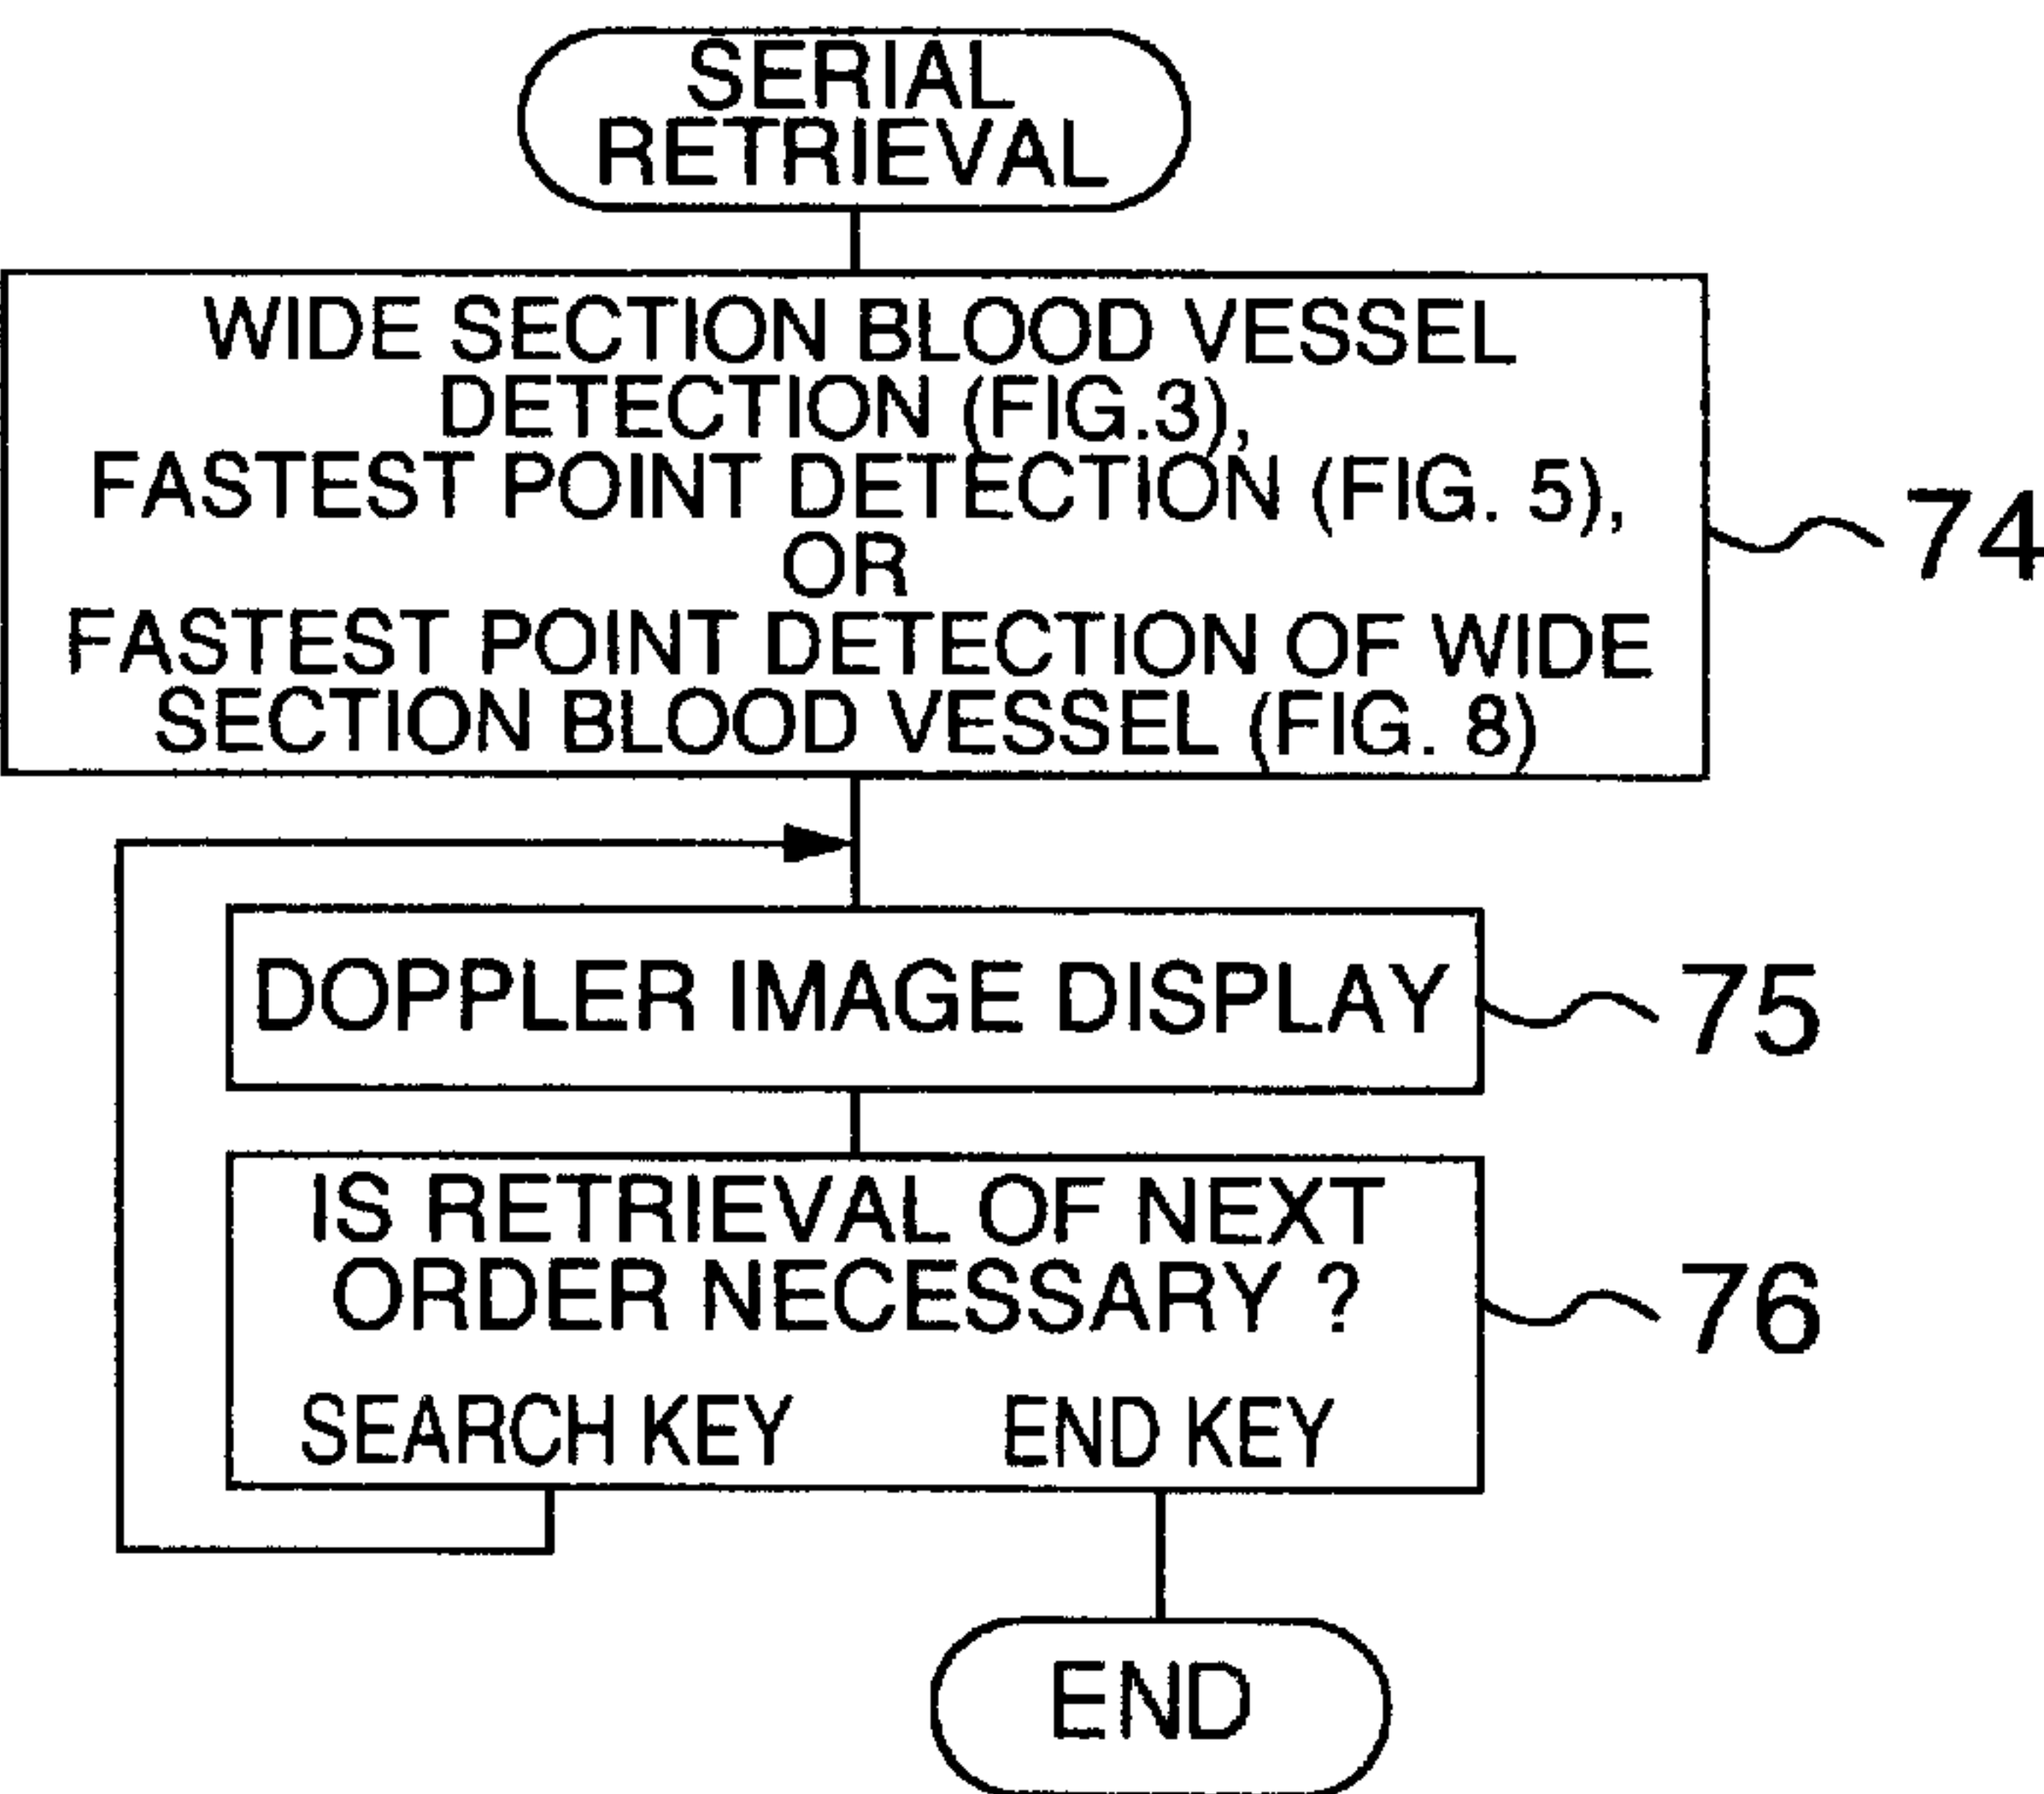 SERIAL
RETRIEVAL
WIDE SECTION BLOOD VESSEL
DETECTION (FIG.3),
FASTEST POINT DETECTION (FIG. 5),
OR
FASTEST POINT DETECTION OF WIDE
SECTION BLOOD VESSEL (FIG. 8)
74
DOPPLER IMAGE DISPLAY
75
IS RETRIEVAL OF NEXT
ORDER NECESSARY ?
76
SEARCH KEY END KEY
END